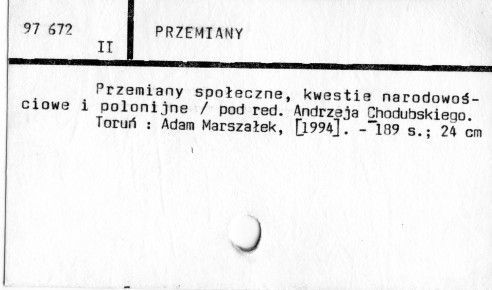 97 672
II
PRZEMIANY
Przemiany społeczne, kwestie narodowoś-
ciowe i polonijne / pod red. Andrzeja Chodubskiego.
Toruń : Adam Marszałek, [1994]. - 189 s.; 24 cm